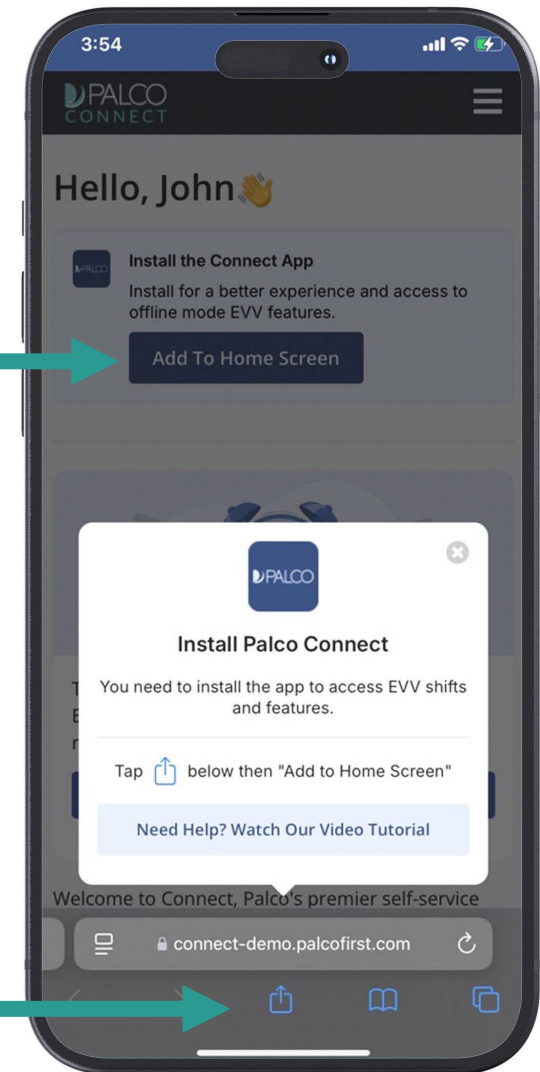 3:54
PALCO
CONNECT
Hello, John👋
PALCO
Install the Connect App
Install for a better experience and access to
offline mode EVV features.
Add To Home Screen
PALCO
Install Palco Connect
You need to install the app to access EVV shifts
and features.
Tap below then "Add to Home Screen"
Need Help? Watch Our Video Tutorial
Welcome to Connect, Palco's premier self-service
connect-demo.palcofirst.com